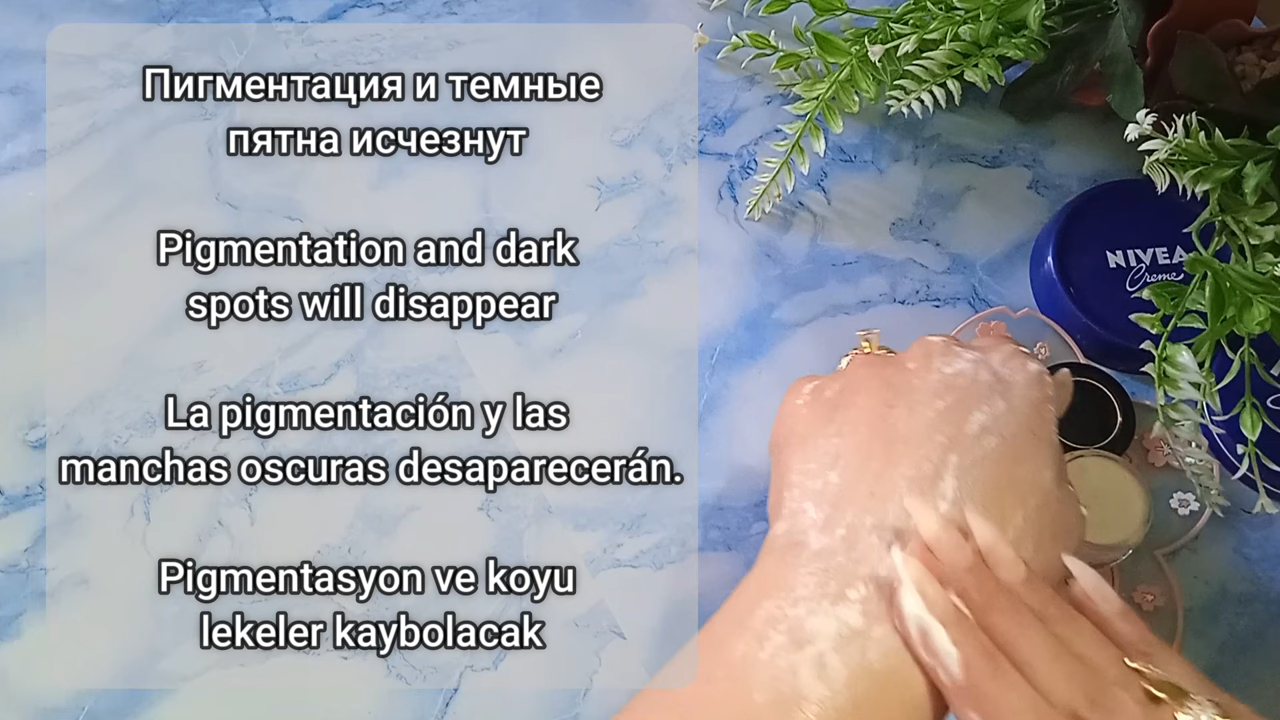 Пигментация и темные
пятна исчезнут
Pigmentation and dark
spots will disappear
La pigmentación y las
manchas oscuras desaparecerán.
Pigmentasyon ve koyu
lekeler kaybolacak
NIVEA
Creme